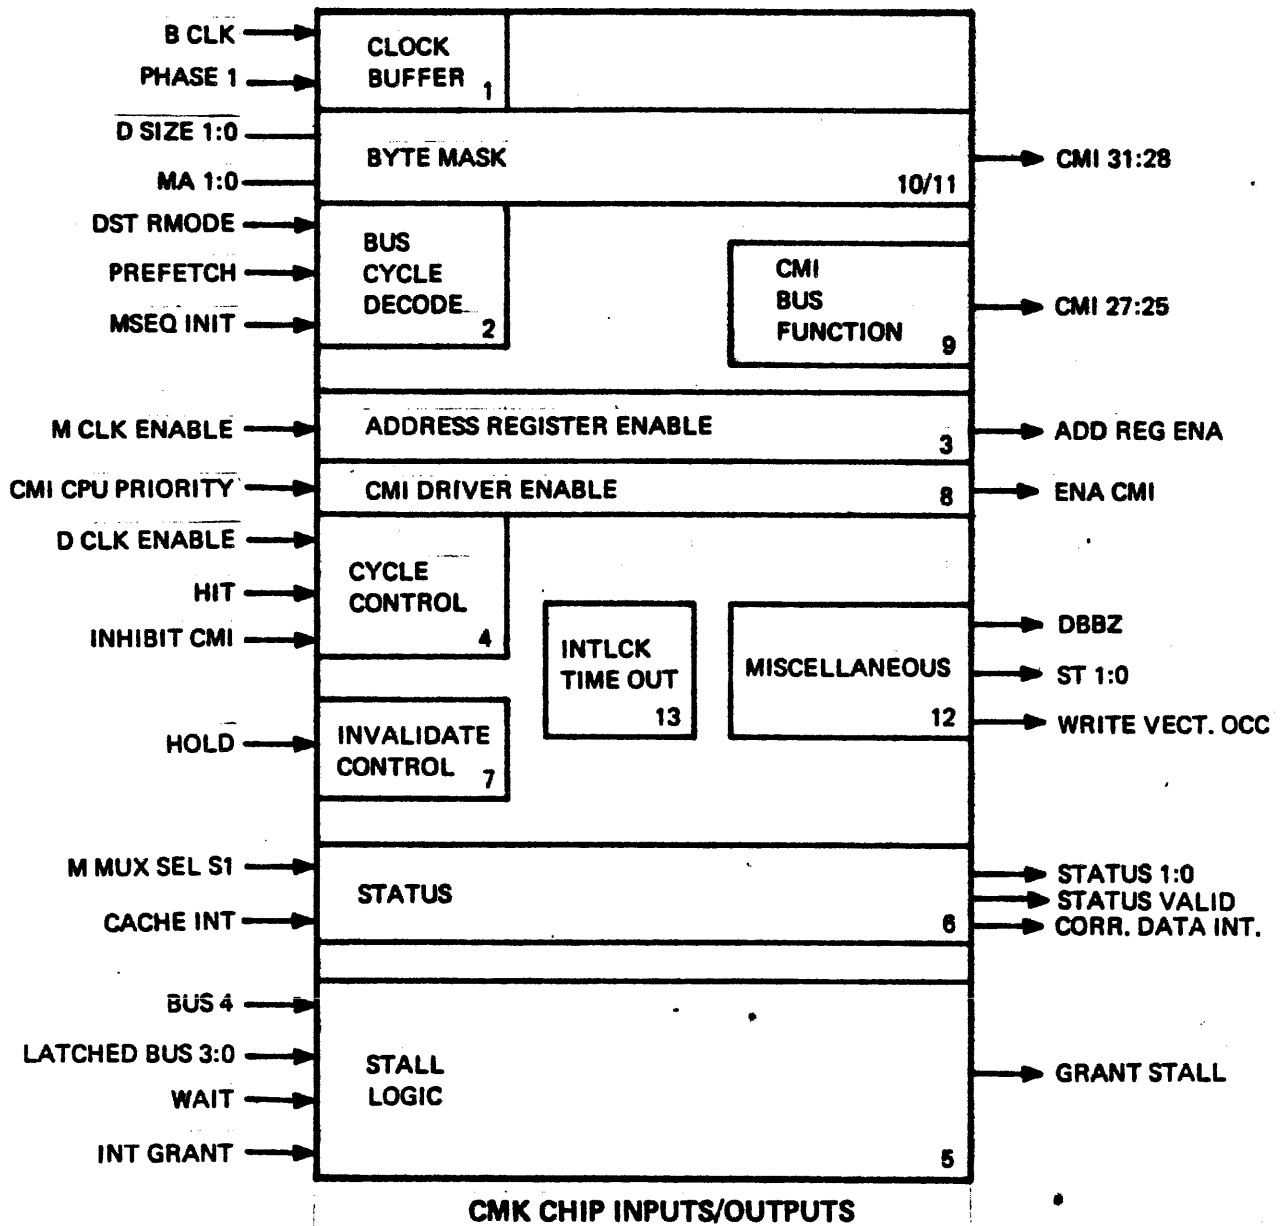 B CLK
PHASE 1
CLOCK
BUFFER
1
D SIZE 1:0
MA 1:0
BYTE MASK
10/11
CMI 31:28
DST RMODE
PREFETCH
MSEQ INIT
BUS
CYCLE
DECODE
2
CMI
BUS
FUNCTION
9
CMI 27:25
M CLK ENABLE
ADDRESS REGISTER ENABLE
3
ADD REG ENA
CMI CPU PRIORITY
CMI DRIVER ENABLE
8
ENA CMI
D CLK ENABLE
HIT
INHIBIT CMI
CYCLE
CONTROL
4
INTLCK
TIME OUT
13
MISCELLANEOUS
12
DBBZ
ST 1:0
WRITE VECT. OCC
HOLD
INVALIDATE
CONTROL
7
M MUX SEL S1
CACHE INT
STATUS
6
STATUS 1:0
STATUS VALID
CORR. DATA INT.
BUS 4
LATCHED BUS 3:0
WAIT
INT GRANT
STALL
LOGIC
5
GRANT STALL
CMK CHIP INPUTS/OUTPUTS